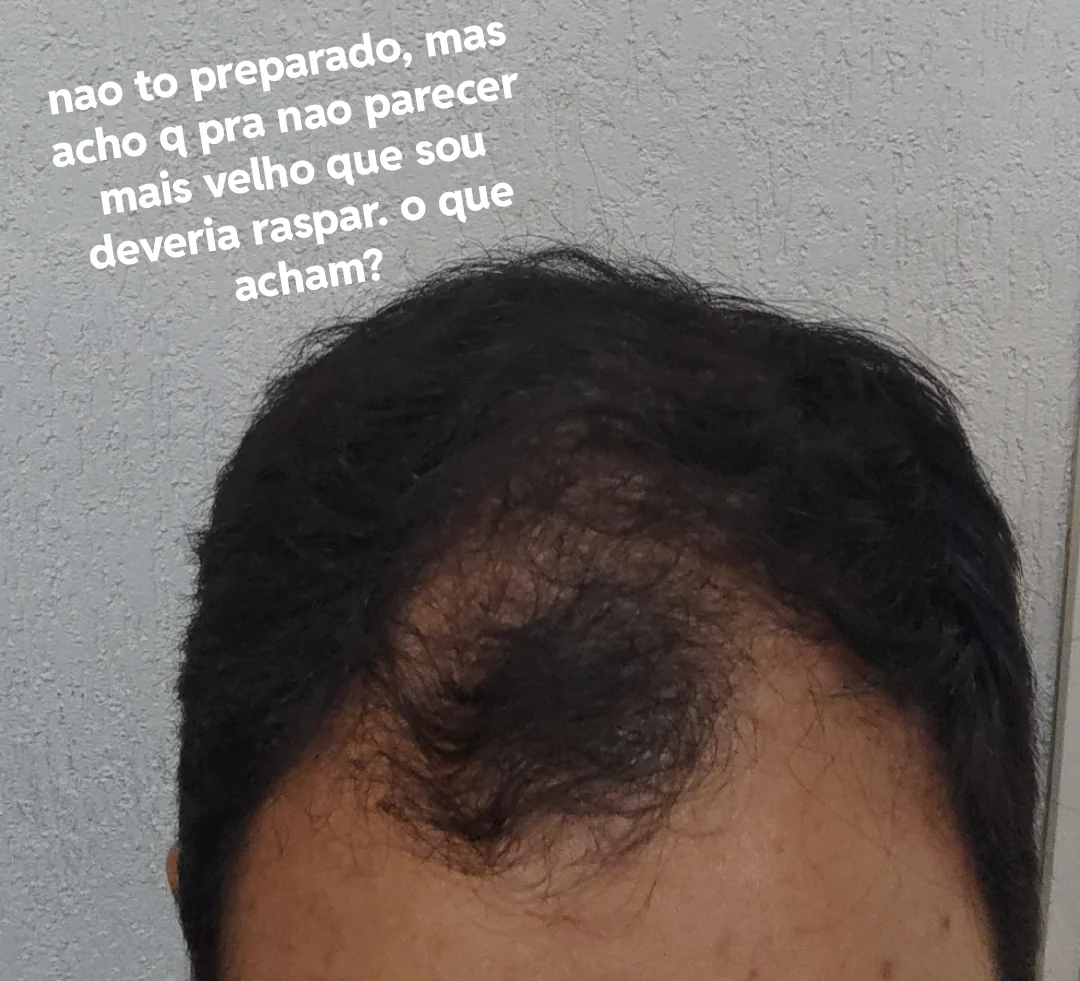 nao to preparado, mas
acho q pra nao parecer
mais velho que sou
deveria raspar. o que
acham?